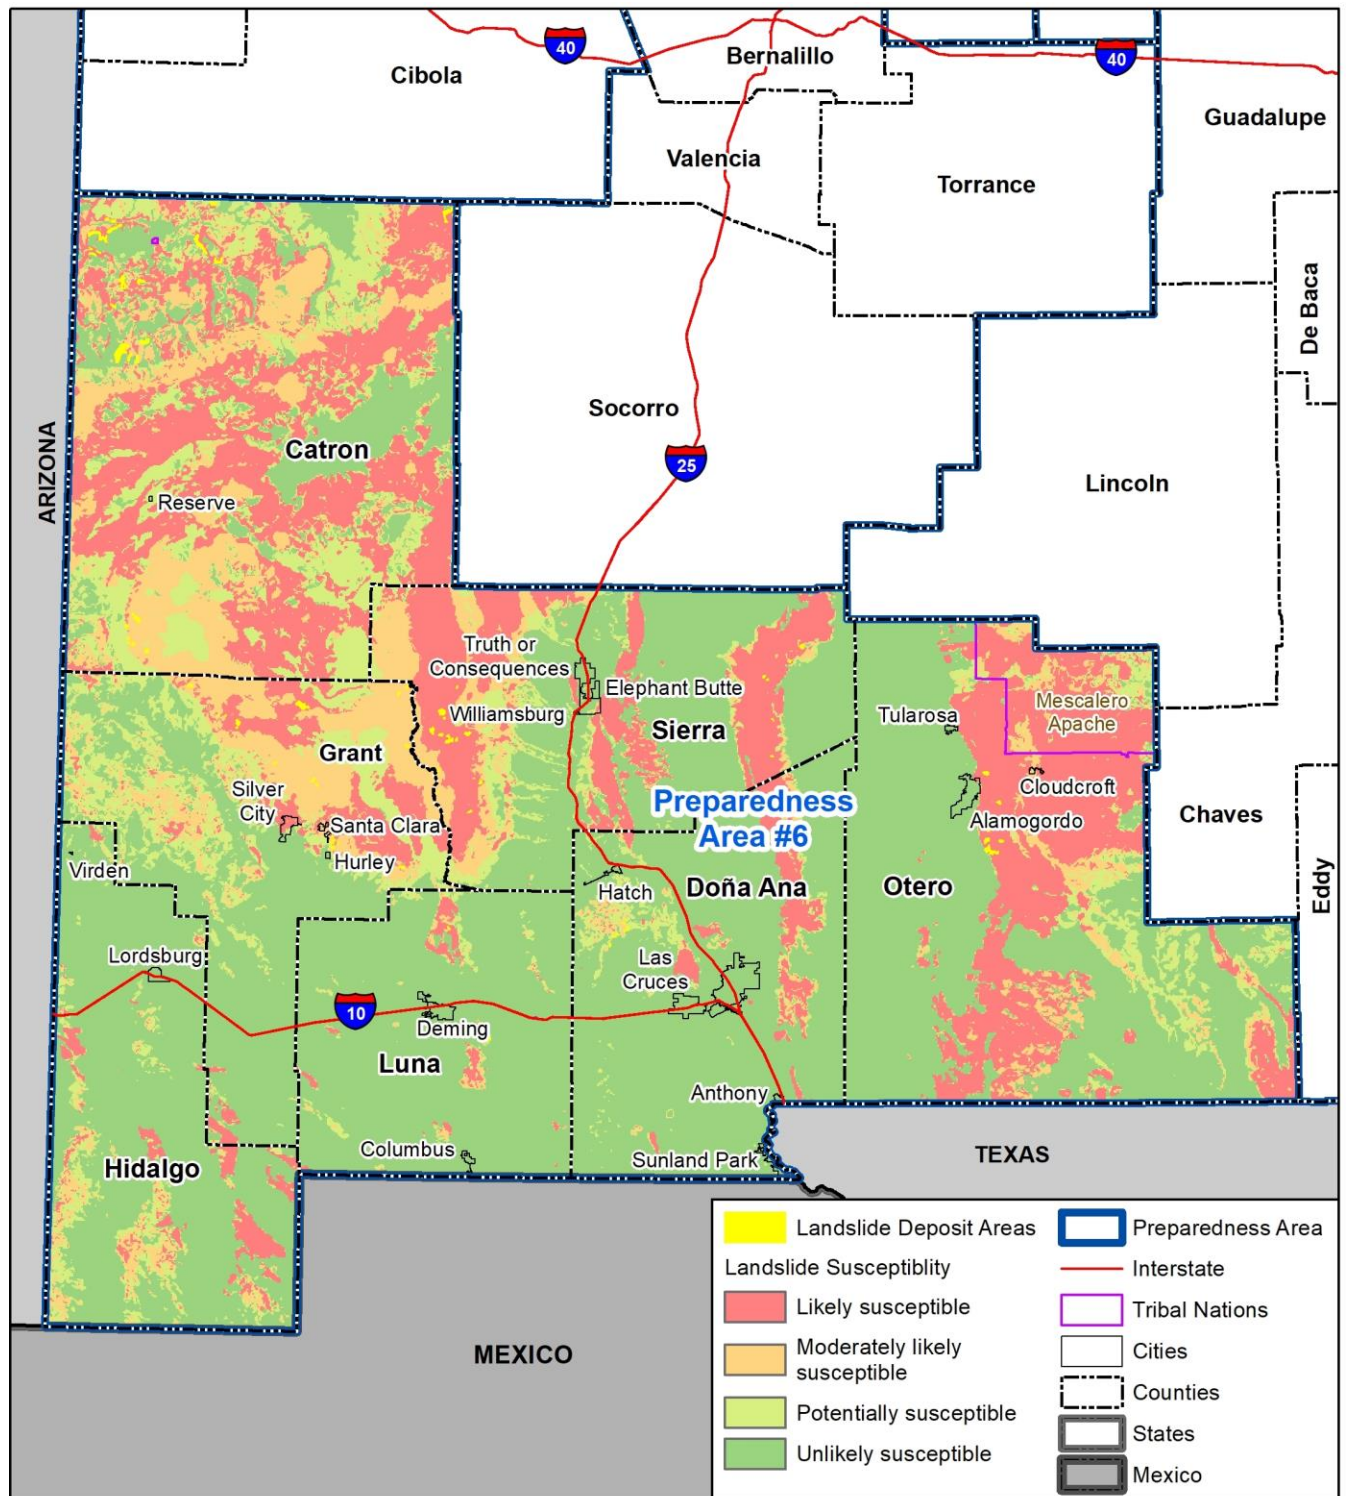 40
Bernalillo
40
Cibola
Guadalupe
Valencia
Torrance
De Baca
Socorro
ARIZONA
Catron
25
Lincoln
Reserve
Truth or
Consequences
Elephant Butte
Mescalero
Apache
Williamsburg
Tularosa
Sierra
Grant
Silver
City
Cloudcroft
Preparedness
Area #6
Chaves
Santa Clara
Alamogordo
Hurley
Virden
Hatch
Doña Ana
Otero
Eddy
Lordsburg
Las
Cruces
10
Deming
Luna
Anthony
Columbus
Sunland Park
TEXAS
Hidalgo
MEXICO
Landslide Deposit Areas
Landslide Susceptiblity
Likely susceptible
Moderately likely
susceptible
Potentially susceptible
Unlikely susceptible
Preparedness Area
Interstate
Tribal Nations
Cities
Counties
States
Mexico